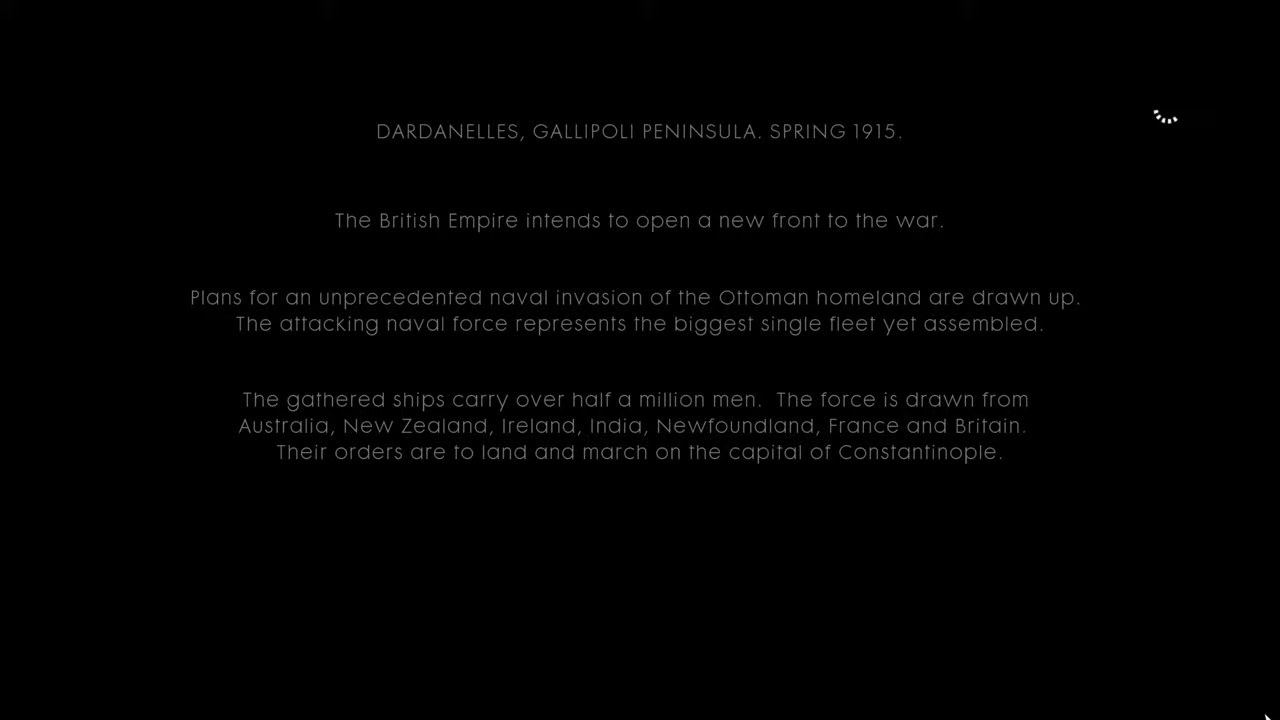 DARDANELLES, GALLIPOLI PENINSULA. SPRING 1915.
The British Empire intends to open a new front to the war.
Plans for an unprecedented naval invasion of the Ottoman homeland are drawn up.
The attacking naval force represents the biggest single fleet yet assembled.
The gathered ships carry over half a million men.  The force is drawn from
Australia, New Zealand, Ireland, India, Newfoundland, France and Britain.
Their orders are to land and march on the capital of Constantinople.